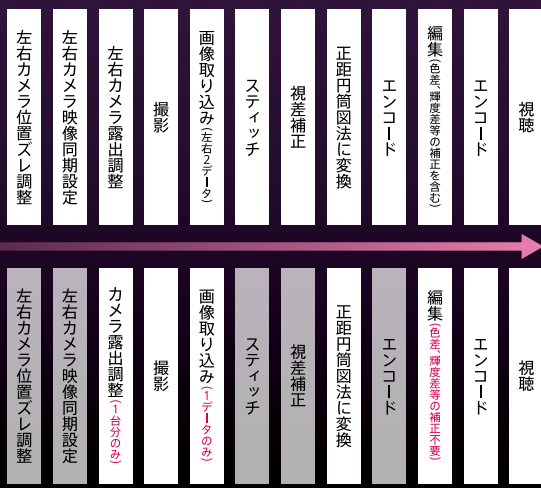 左右カメラ位置ズレ調整
左右カメラ映像同期設定
左右カメラ露出調整
撮影
画像取り込み(左右2データ)
スティッチ
視差補正
正距円筒図法に変換
エンコード
編集(色差、輝度差等の補正を含む)
エンコード
視聴
左右カメラ位置ズレ調整
左右カメラ映像同期設定
カメラ露出調整(1台分のみ)
撮影
画像取り込み(1データのみ)
スティッチ
視差補正
正距円筒図法に変換
エンコード
編集(色差、輝度差等の補正不要)
エンコード
視聴